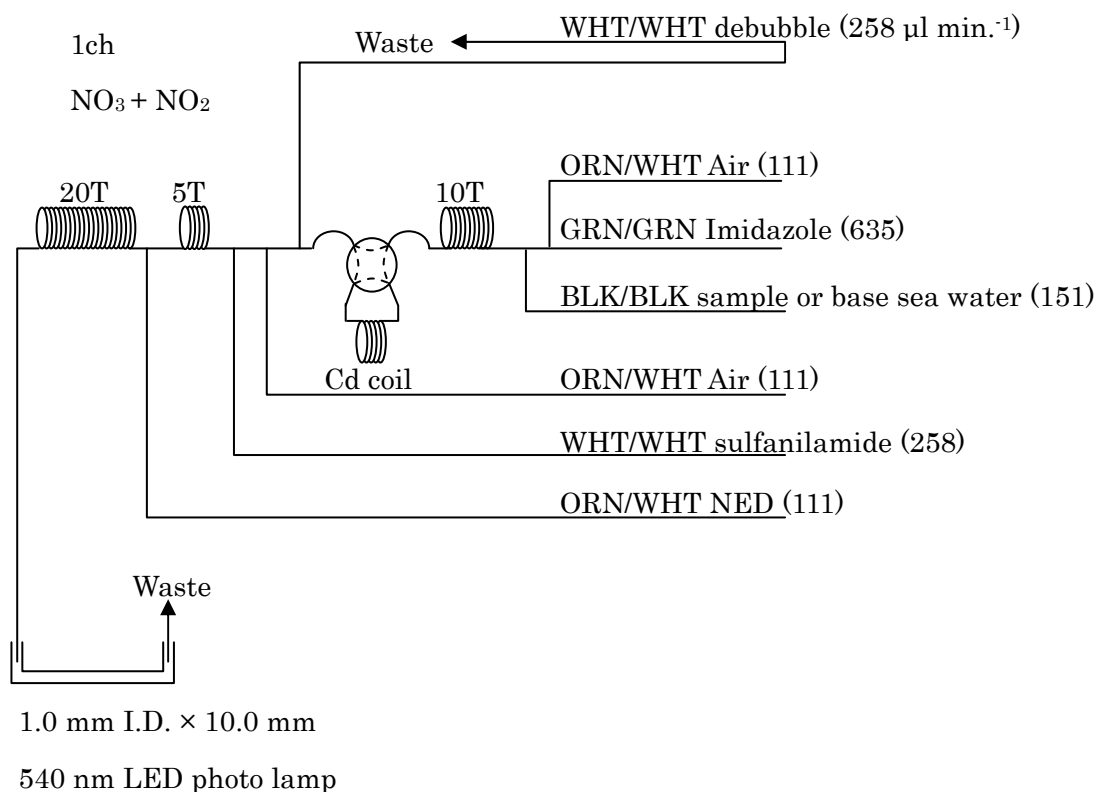 1ch
NO₃ + NO₂
Waste
WHT/WHT debubble (258 µl min.⁻¹)
ORN/WHT Air (111)
20T
5T
10T
GRN/GRN Imidazole (635)
BLK/BLK sample or base sea water (151)
Cd coil
ORN/WHT Air (111)
WHT/WHT sulfanilamide (258)
ORN/WHT NED (111)
Waste
1.0 mm I.D. × 10.0 mm
540 nm LED photo lamp